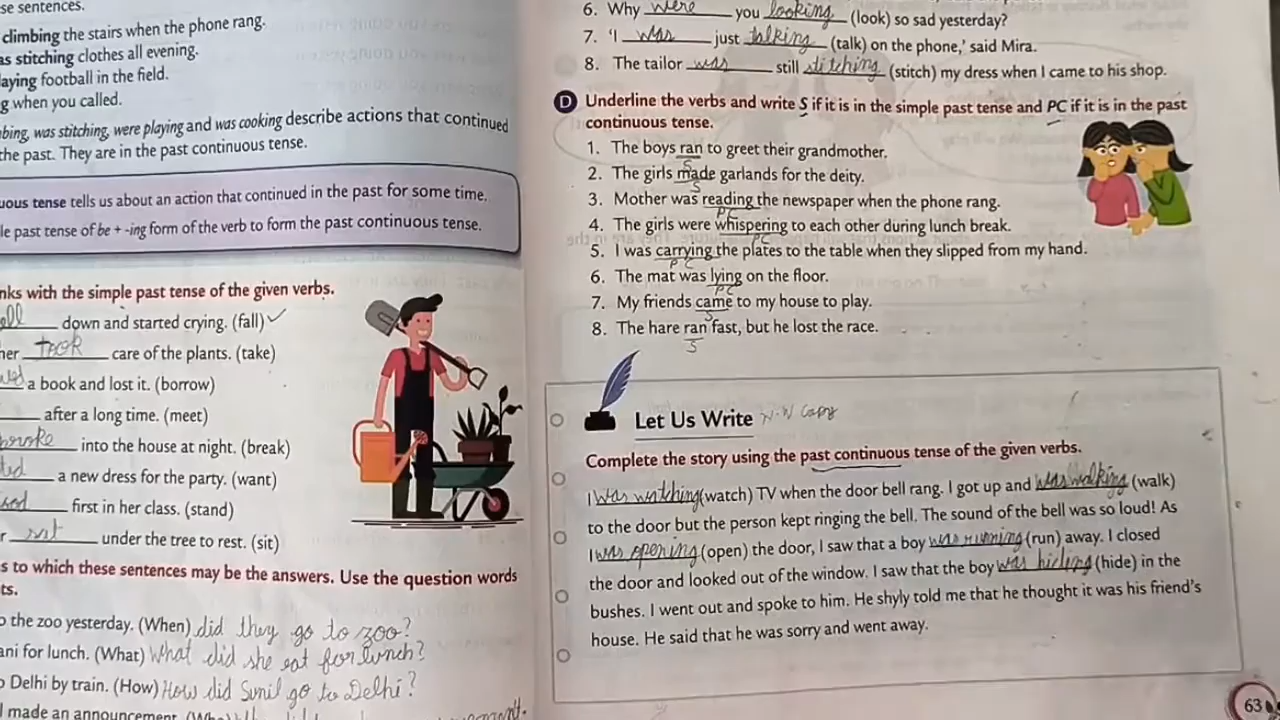 se sentences.
climbing the stairs when the phone rang.
as stitching clothes all evening.
laying football in the field.
g when you called.
bing, was stitching, were playing and was cooking describe actions that continued
the past. They are in the past continuous tense.
uous tense tells us about an action that continued in the past for some time.
le past tense of be + -ing form of the verb to form the past continuous tense.
nks with the simple past tense of the given verbs.
ell down and started crying. (fall)
her took care of the plants. (take)
wed a book and lost it. (borrow)
after a long time. (meet)
broke into the house at night. (break)
ted a new dress for the party. (want)
ood first in her class. (stand)
r sat under the tree to rest. (sit)
s to which these sentences may be the answers. Use the question words
ts.
o the zoo yesterday. (When) did they go to zoo?
ani for lunch. (What) What did she eat for lunch?
o Delhi by train. (How) How did Sunil go to Delhi?
l made an announcement.
6. Why were you looking (look) so sad yesterday?
7. 'I was just talking (talk) on the phone,' said Mira.
8. The tailor was still stitching (stitch) my dress when I came to his shop.
D Underline the verbs and write S if it is in the simple past tense and PC if it is in the past
continuous tense.
1. The boys ran to greet their grandmother.
S
2. The girls made garlands for the deity.
S
3. Mother was reading the newspaper when the phone rang.
PC
4. The girls were whispering to each other during lunch break.
PC
5. I was carrying the plates to the table when they slipped from my hand.
PC
6. The mat was lying on the floor.
PC
7. My friends came to my house to play.
S
8. The hare ran fast, but he lost the race.
S
Let Us Write H.W Copy
Complete the story using the past continuous tense of the given verbs.
I was watching (watch) TV when the door bell rang. I got up and was walking (walk)
to the door but the person kept ringing the bell. The sound of the bell was so loud! As
I was opening (open) the door, I saw that a boy was running (run) away. I closed
the door and looked out of the window. I saw that the boy was hiding (hide) in the
bushes. I went out and spoke to him. He shyly told me that he thought it was his friend's
house. He said that he was sorry and went away.
63